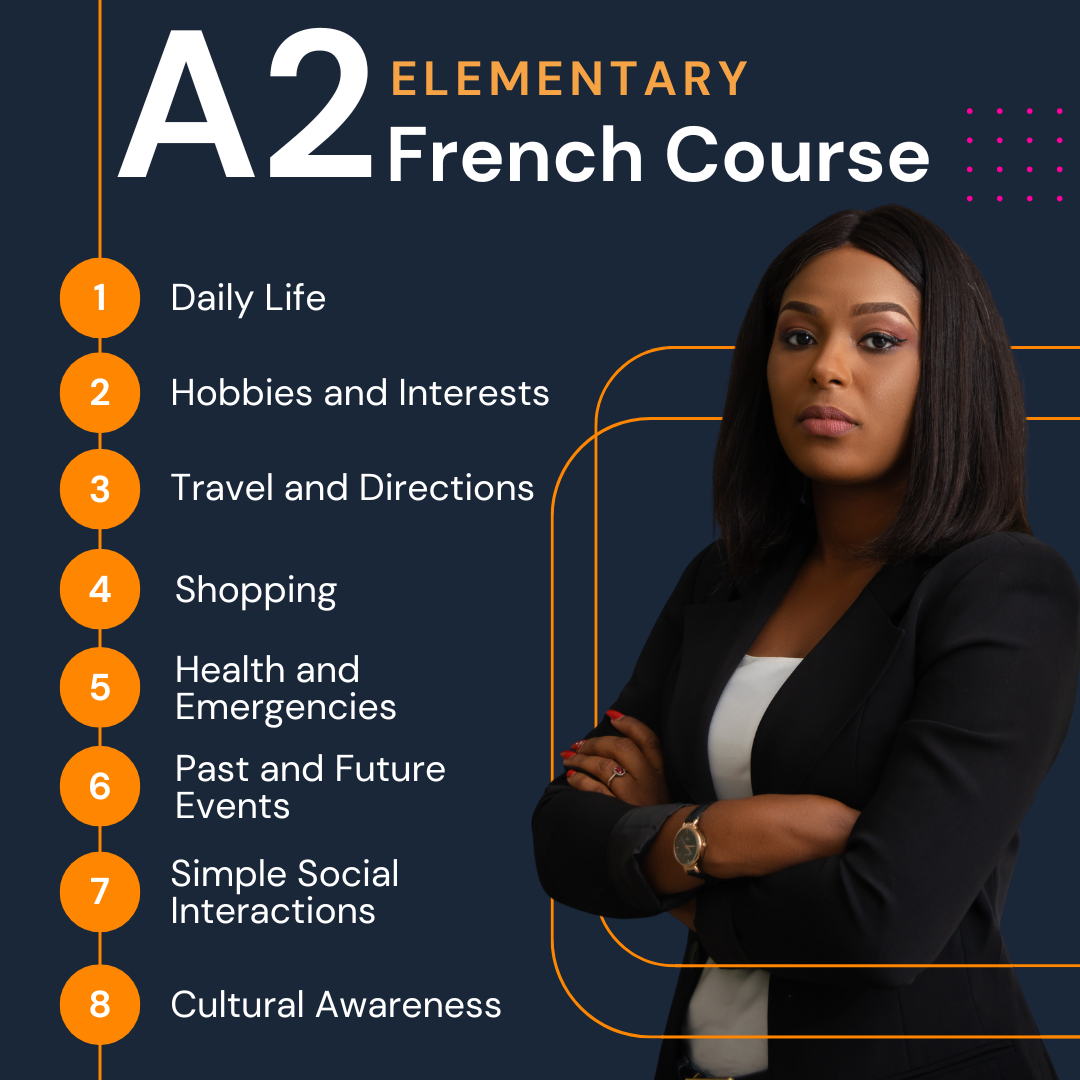 A2
ELEMENTARY
French Course
1
Daily Life
2
Hobbies and Interests
3
Travel and Directions
4
Shopping
5
Health and
Emergencies
6
Past and Future
Events
7
Simple Social
Interactions
8
Cultural Awareness